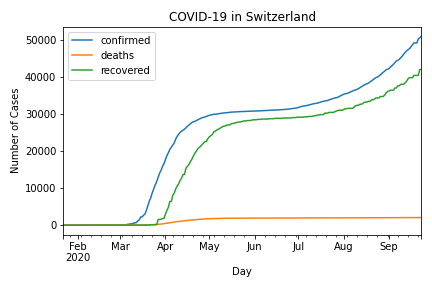 COVID-19 in Switzerland
confirmed
deaths
recovered
Number of Cases
50000
40000
30000
20000
10000
0
Feb Mar Apr May Jun Jul Aug Sep
2020
Day